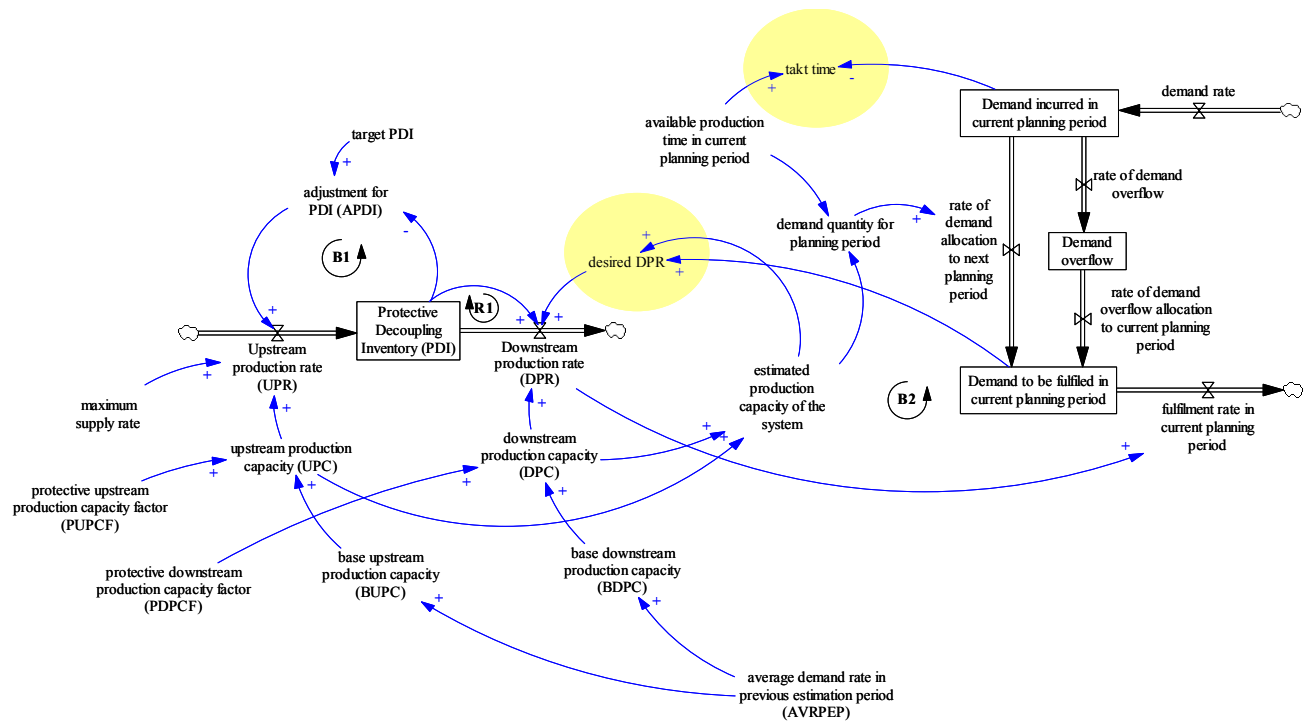 takt time
-
+
demand rate
Demand incurred in
current planning period
available production
time in current
planning period
target PDI
+
adjustment for
PDI (APDI)
-
B1
rate of demand
overflow
rate of
demand
allocation
to next
planning
period
+
demand quantity for
planning period
+
desired DPR
+
Demand
overflow
R1
rate of demand
overflow allocation
to current planning
period
+
Protective
Decoupling
Inventory (PDI)
+
+
Upstream
production rate
(UPR)
+
Downstream
production rate
(DPR)
estimated
production
capacity of the
system
B2
Demand to be fulfiled in
current planning period
fulfilment rate in
current planning
period
+
maximum
supply rate
+
+
upstream production
capacity (UPC)
+
downstream
production capacity
(DPC)
+
+
+
+
+
protective upstream
production capacity factor
(PUPCF)
protective downstream
production capacity factor
(PDPCF)
base upstream
production capacity
(BUPC)
+
base downstream
production capacity
(BDPC)
+
average demand rate in
previous estimation period
(AVRPEP)